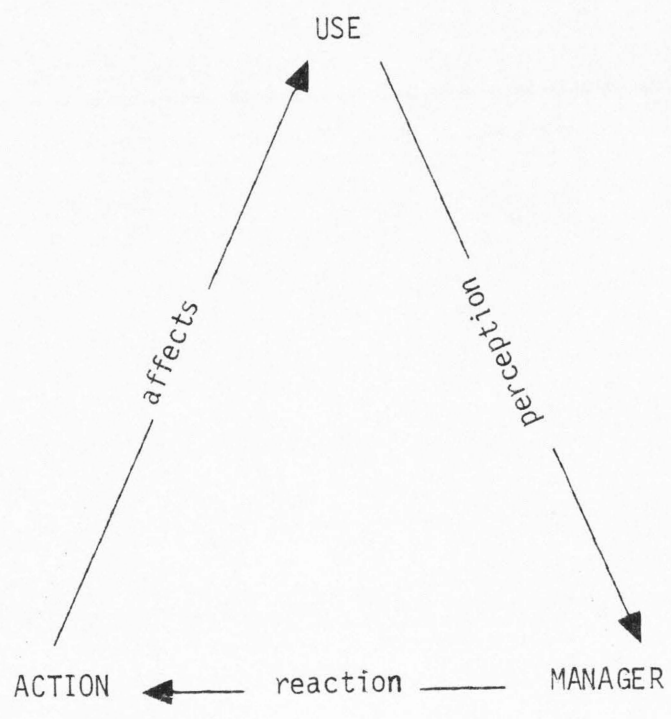 USE
affects
perception
ACTION
reaction
MANAGER